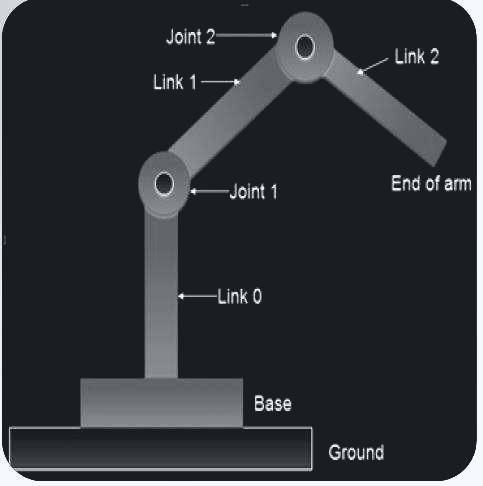 Joint 2
Link 2
Link 1
End of arm
Joint 1
Link 0
Base
Ground